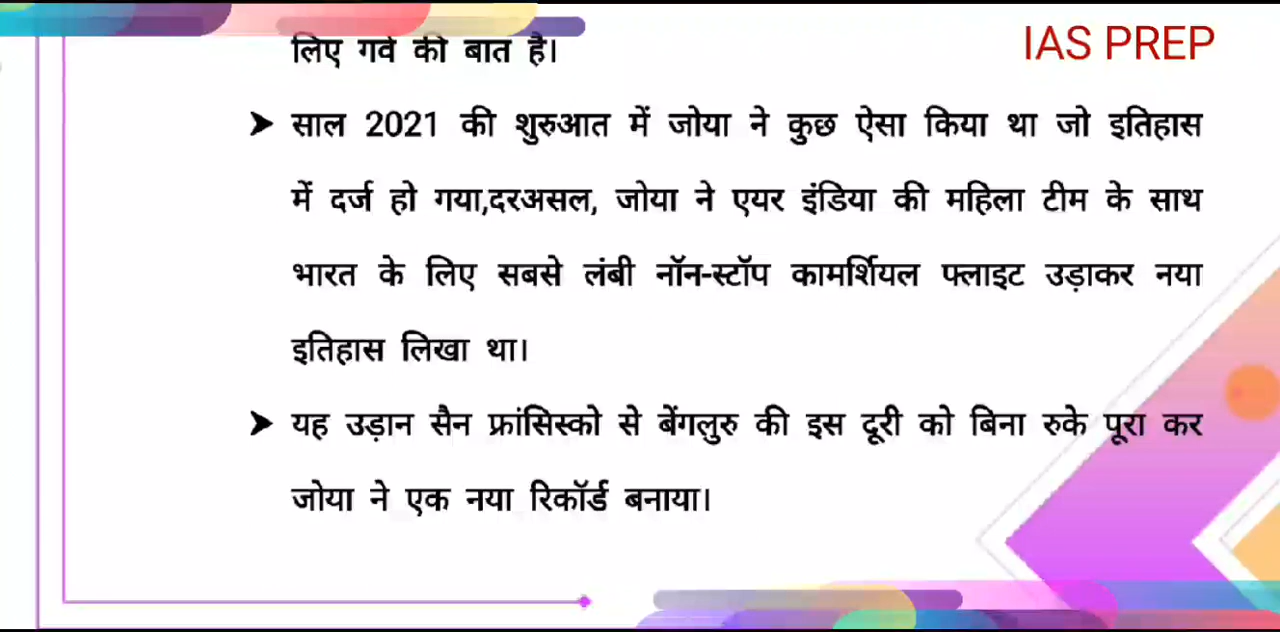 लिए गर्व की बात है।
IAS PREP
➤ साल 2021 की शुरुआत में जोया ने कुछ ऐसा किया था जो इतिहास
में दर्ज हो गया,दरअसल, जोया ने एयर इंडिया की महिला टीम के साथ
भारत के लिए सबसे लंबी नॉन-स्टॉप कामर्शियल फ्लाइट उड़ाकर नया
इतिहास लिखा था।
➤ यह उड़ान सैन फ्रांसिस्को से बेंगलुरु की इस दूरी को बिना रुके पूरा कर
जोया ने एक नया रिकॉर्ड बनाया।